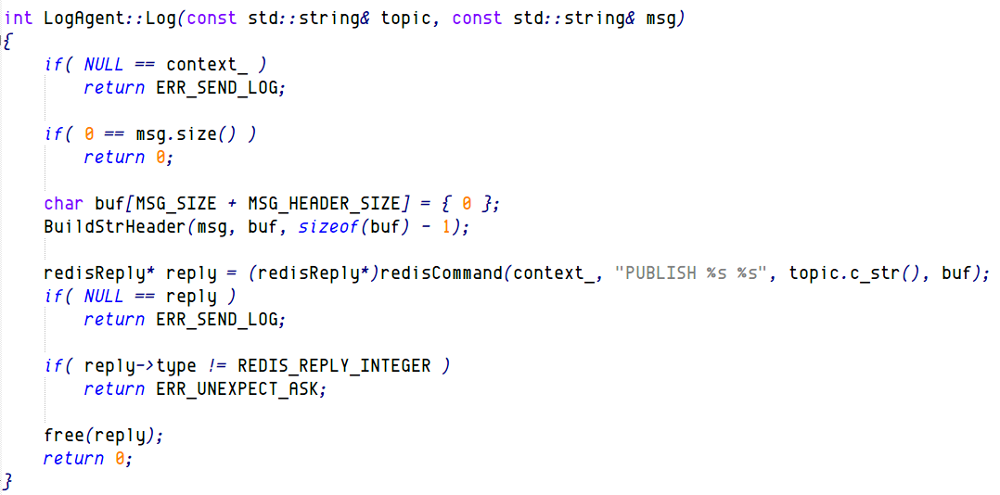 int LogAgent::Log(const std::string& topic, const std::string& msg)
{
    if( NULL == context_ )
        return ERR_SEND_LOG;
    if( 0 == msg.size() )
        return 0;
    char buf[MSG_SIZE + MSG_HEADER_SIZE] = { 0 };
    BuildStrHeader(msg, buf, sizeof(buf) - 1);
    redisReply* reply = (redisReply*)redisCommand(context_, "PUBLISH %s %s", topic.c_str(), buf);
    if( NULL == reply )
        return ERR_SEND_LOG;
    if( reply->type != REDIS_REPLY_INTEGER )
        return ERR_UNEXPECT_ASK;
    free(reply);
    return 0;
}